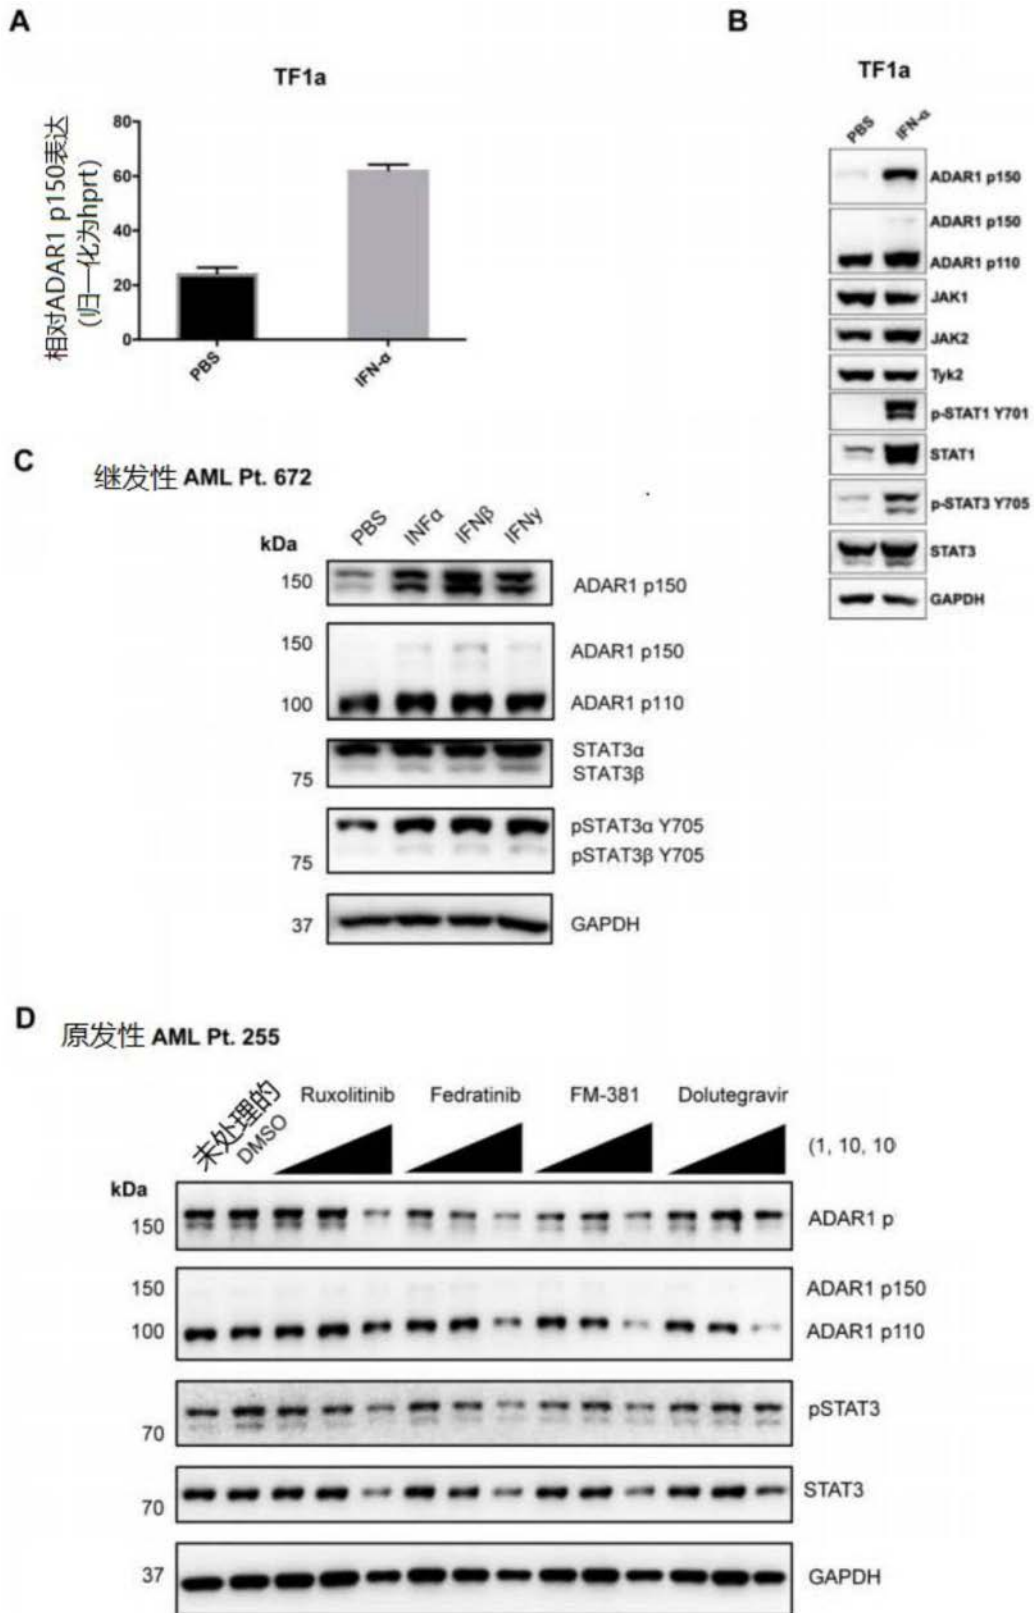 A
TF1a
相对ADAR1 p150表达
(归一化为hprt)
80
60
40
20
0
PBS
IFN-α
B
TF1a
PBS
IFN-α
ADAR1 p150
ADAR1 p150
ADAR1 p110
JAK1
JAK2
Tyk2
p-STAT1 Y701
STAT1
p-STAT3 Y705
STAT3
GAPDH
C
继发性 AML Pt. 672
kDa
PBS
INFα
IFNβ
IFNγ
150
ADAR1 p150
150
ADAR1 p150
100
ADAR1 p110
STAT3α
STAT3β
75
pSTAT3α Y705
pSTAT3β Y705
75
37
GAPDH
D
原发性 AML Pt. 255
未处理的
DMSO
Ruxolitinib
Fedratinib
FM-381
Dolutegravir
(1, 10, 10
kDa
150
ADAR1 p
150
ADAR1 p150
100
ADAR1 p110
pSTAT3
70
STAT3
70
37
GAPDH